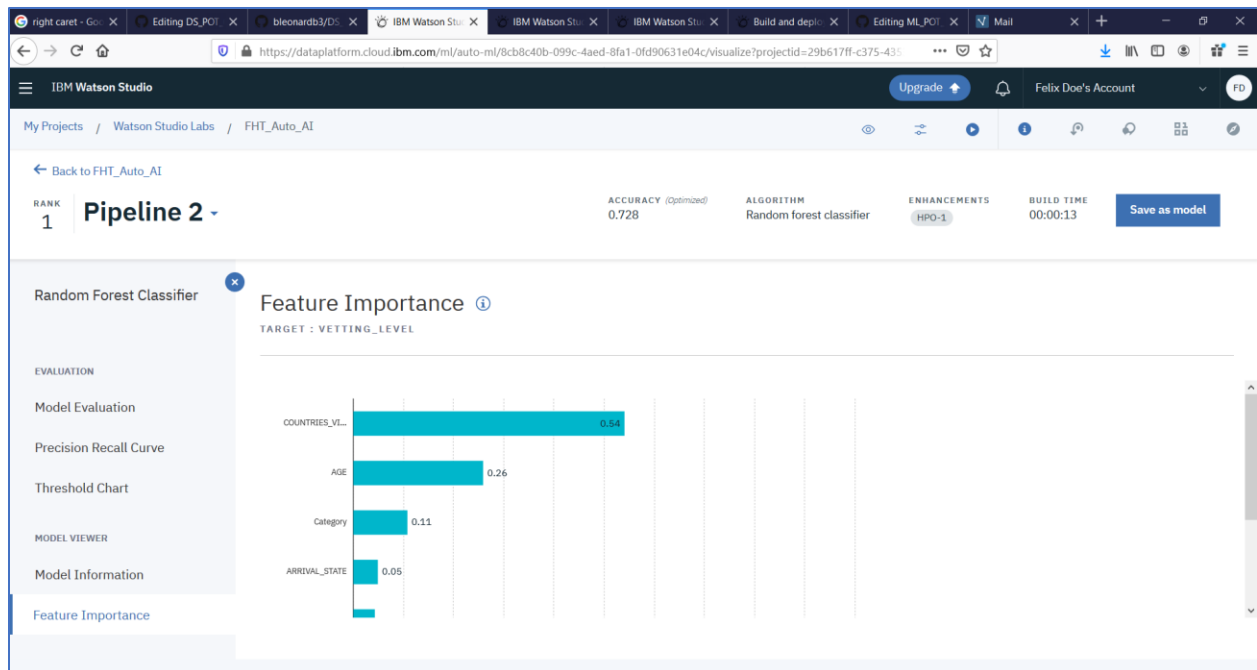 right caret - Goo
Editing DS_POT
bleonardb3/DS
IBM Watson Stu
IBM Watson Stu
IBM Watson Stu
Build and deplo
Editing ML_POT
Mail
https://dataplatform.cloud.ibm.com/ml/auto-ml/8cb8c40b-099c-4aed-8fa1-0fd90631e04c/visualize?projectid=29b617ff-c375-435
IBM Watson Studio
Upgrade
Felix Doe's Account
FD
My Projects / Watson Studio Labs / FHT_Auto_AI
Back to FHT_Auto_AI
RANK
1
Pipeline 2
ACCURACY (Optimized)
0.728
ALGORITHM
Random forest classifier
ENHANCEMENTS
HPO-1
BUILD TIME
00:00:13
Save as model
Random Forest Classifier
EVALUATION
Model Evaluation
Precision Recall Curve
Threshold Chart
MODEL VIEWER
Model Information
Feature Importance
Feature Importance
TARGET : VETTING_LEVEL
COUNTRIES_VI... 0.54
AGE 0.26
Category 0.11
ARRIVAL_STATE 0.05